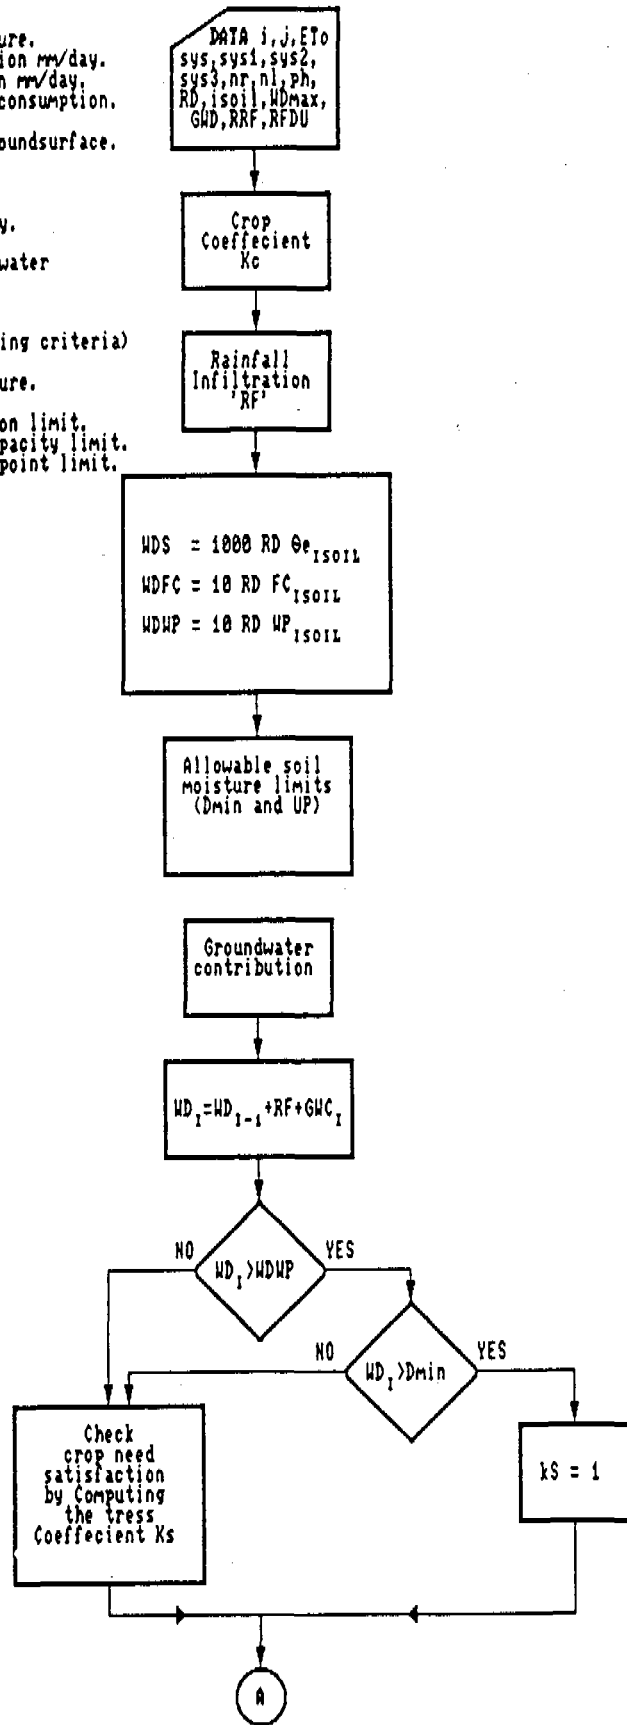 ure.
ion mm/day.
n mm/day.
consumption.
oundsurface.
y.
water
ing criteria)
ure.
on limit.
pacity limit.
point limit.
DATA i,j,ETo
sys,sys1,sys2,
sys3,nr,nl,ph,
RD,isoil,WDmax,
GWD,RRF,RFDU
Crop
Coeffecient
Kc
Rainfall
Infiltration
'RF'
WDS = 1000 RD θe ISOIL
WDFC = 10 RD FC ISOIL
WDWP = 10 RD WP ISOIL
Allowable soil
moisture limits
(Dmin and UP)
Groundwater
contribution
WD I=WD I-1+RF+GWC I
NO
WD I>WDWP
YES
NO
WD I>Dmin
YES
Check
crop need
satisfaction
by Computing
the tress
Coeffecient Ks
kS = 1
A